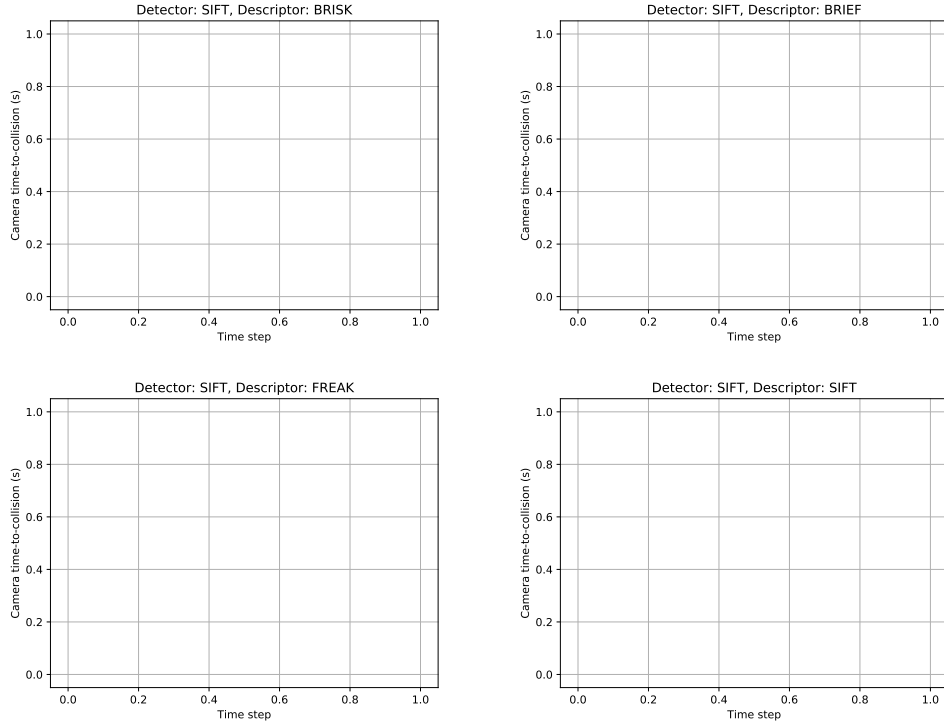 Detector: SIFT, Descriptor: BRISK
1.0
0.8
0.6
0.4
0.2
0.0
Camera time-to-collision (s)
0.0 0.2 0.4 0.6 0.8 1.0
Time step
Detector: SIFT, Descriptor: BRIEF
1.0
0.8
0.6
0.4
0.2
0.0
Camera time-to-collision (s)
0.0 0.2 0.4 0.6 0.8 1.0
Time step
Detector: SIFT, Descriptor: FREAK
1.0
0.8
0.6
0.4
0.2
0.0
Camera time-to-collision (s)
0.0 0.2 0.4 0.6 0.8 1.0
Time step
Detector: SIFT, Descriptor: SIFT
1.0
0.8
0.6
0.4
0.2
0.0
Camera time-to-collision (s)
0.0 0.2 0.4 0.6 0.8 1.0
Time step